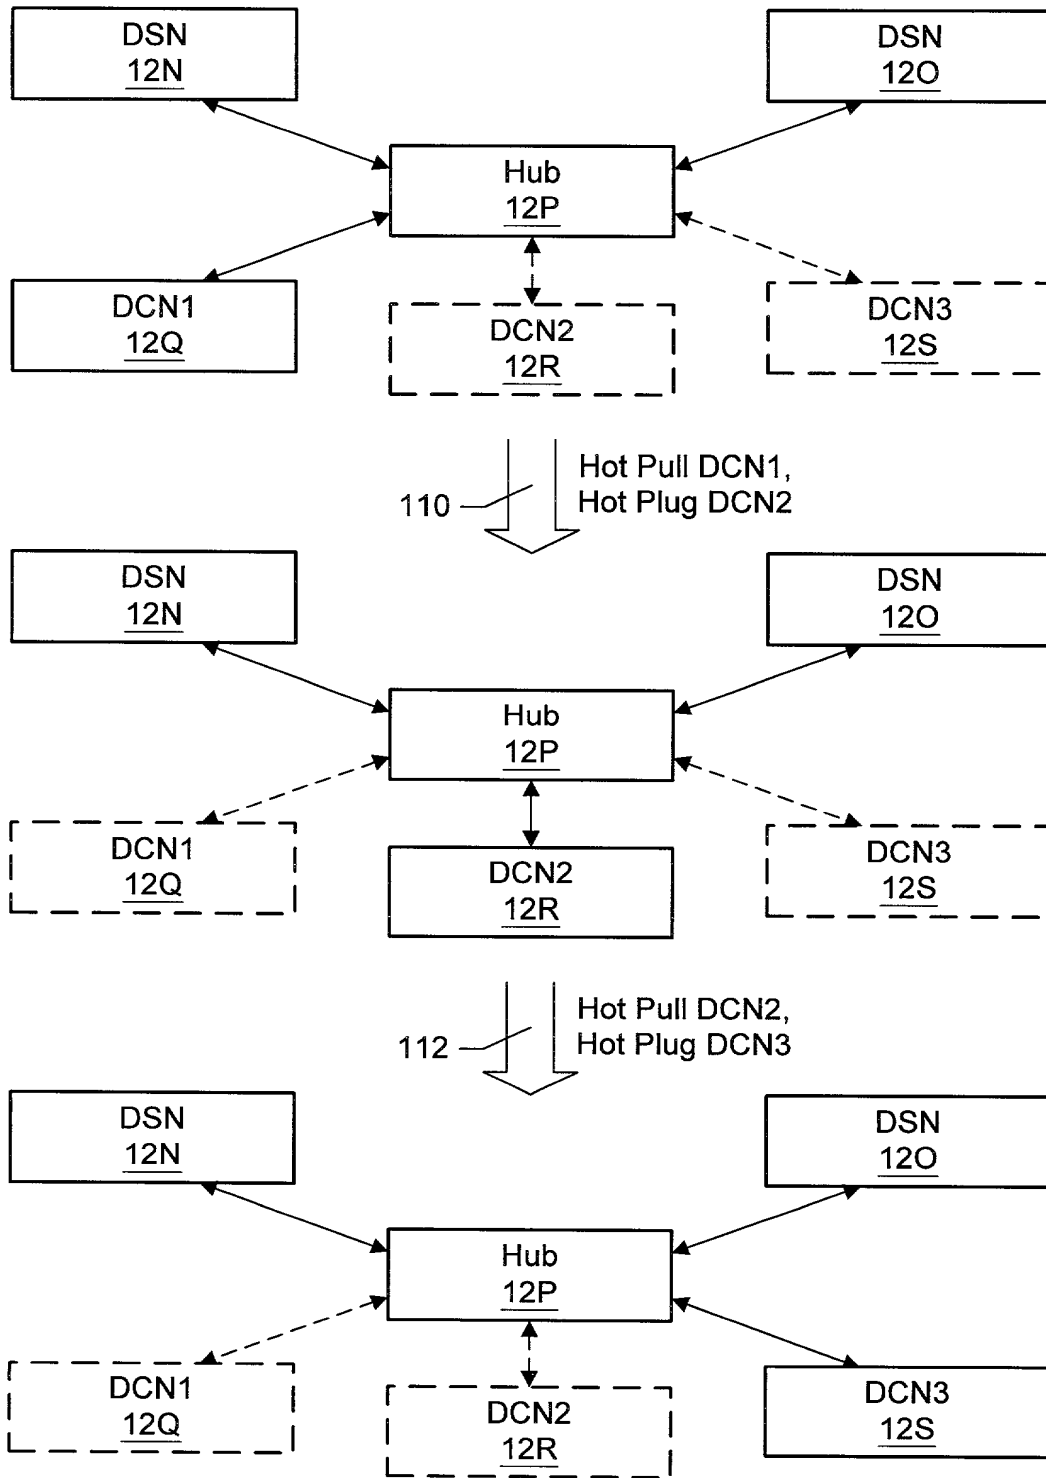 DSN
12N
DSN
12O
Hub
12P
DCN1
12Q
DCN2
12R
DCN3
12S
110
Hot Pull DCN1,
Hot Plug DCN2
DSN
12N
DSN
12O
Hub
12P
DCN1
12Q
DCN2
12R
DCN3
12S
112
Hot Pull DCN2,
Hot Plug DCN3
DSN
12N
DSN
12O
Hub
12P
DCN1
12Q
DCN2
12R
DCN3
12S